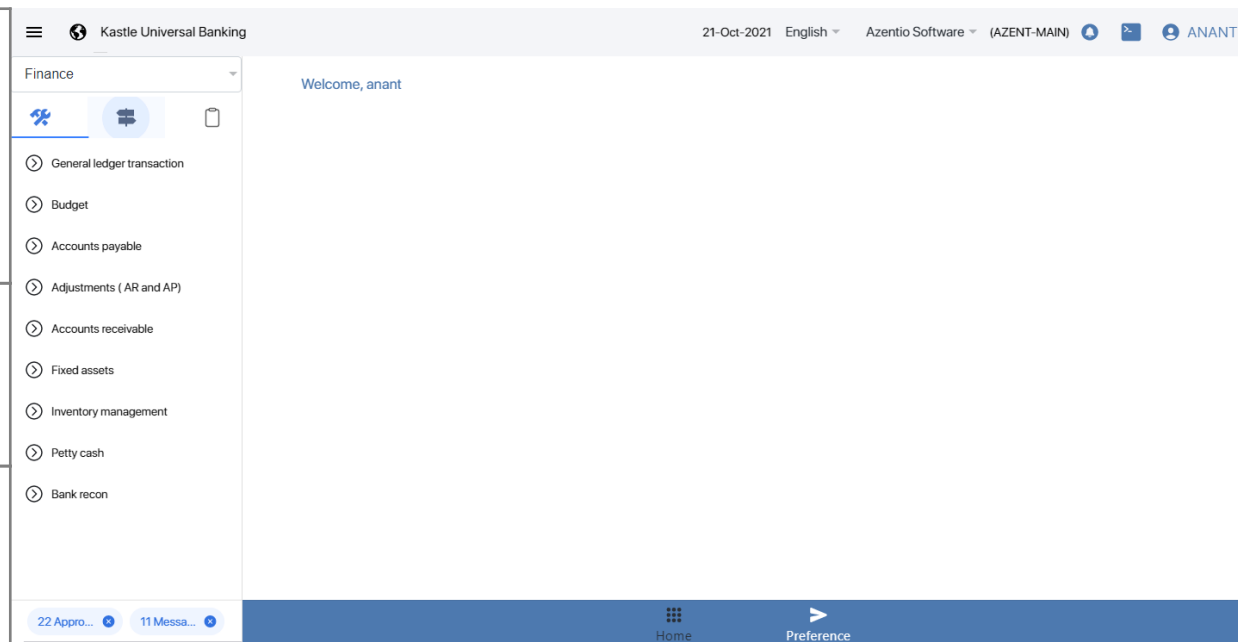 Kastle Universal Banking
21-Oct-2021 English Azentio Software (AZENT-MAIN) ANANT
Finance
Welcome, anant
General ledger transaction
Budget
Accounts payable
Adjustments ( AR and AP)
Accounts receivable
Fixed assets
Inventory management
Petty cash
Bank recon
22 Appro... 11 Messa...
Home Preference